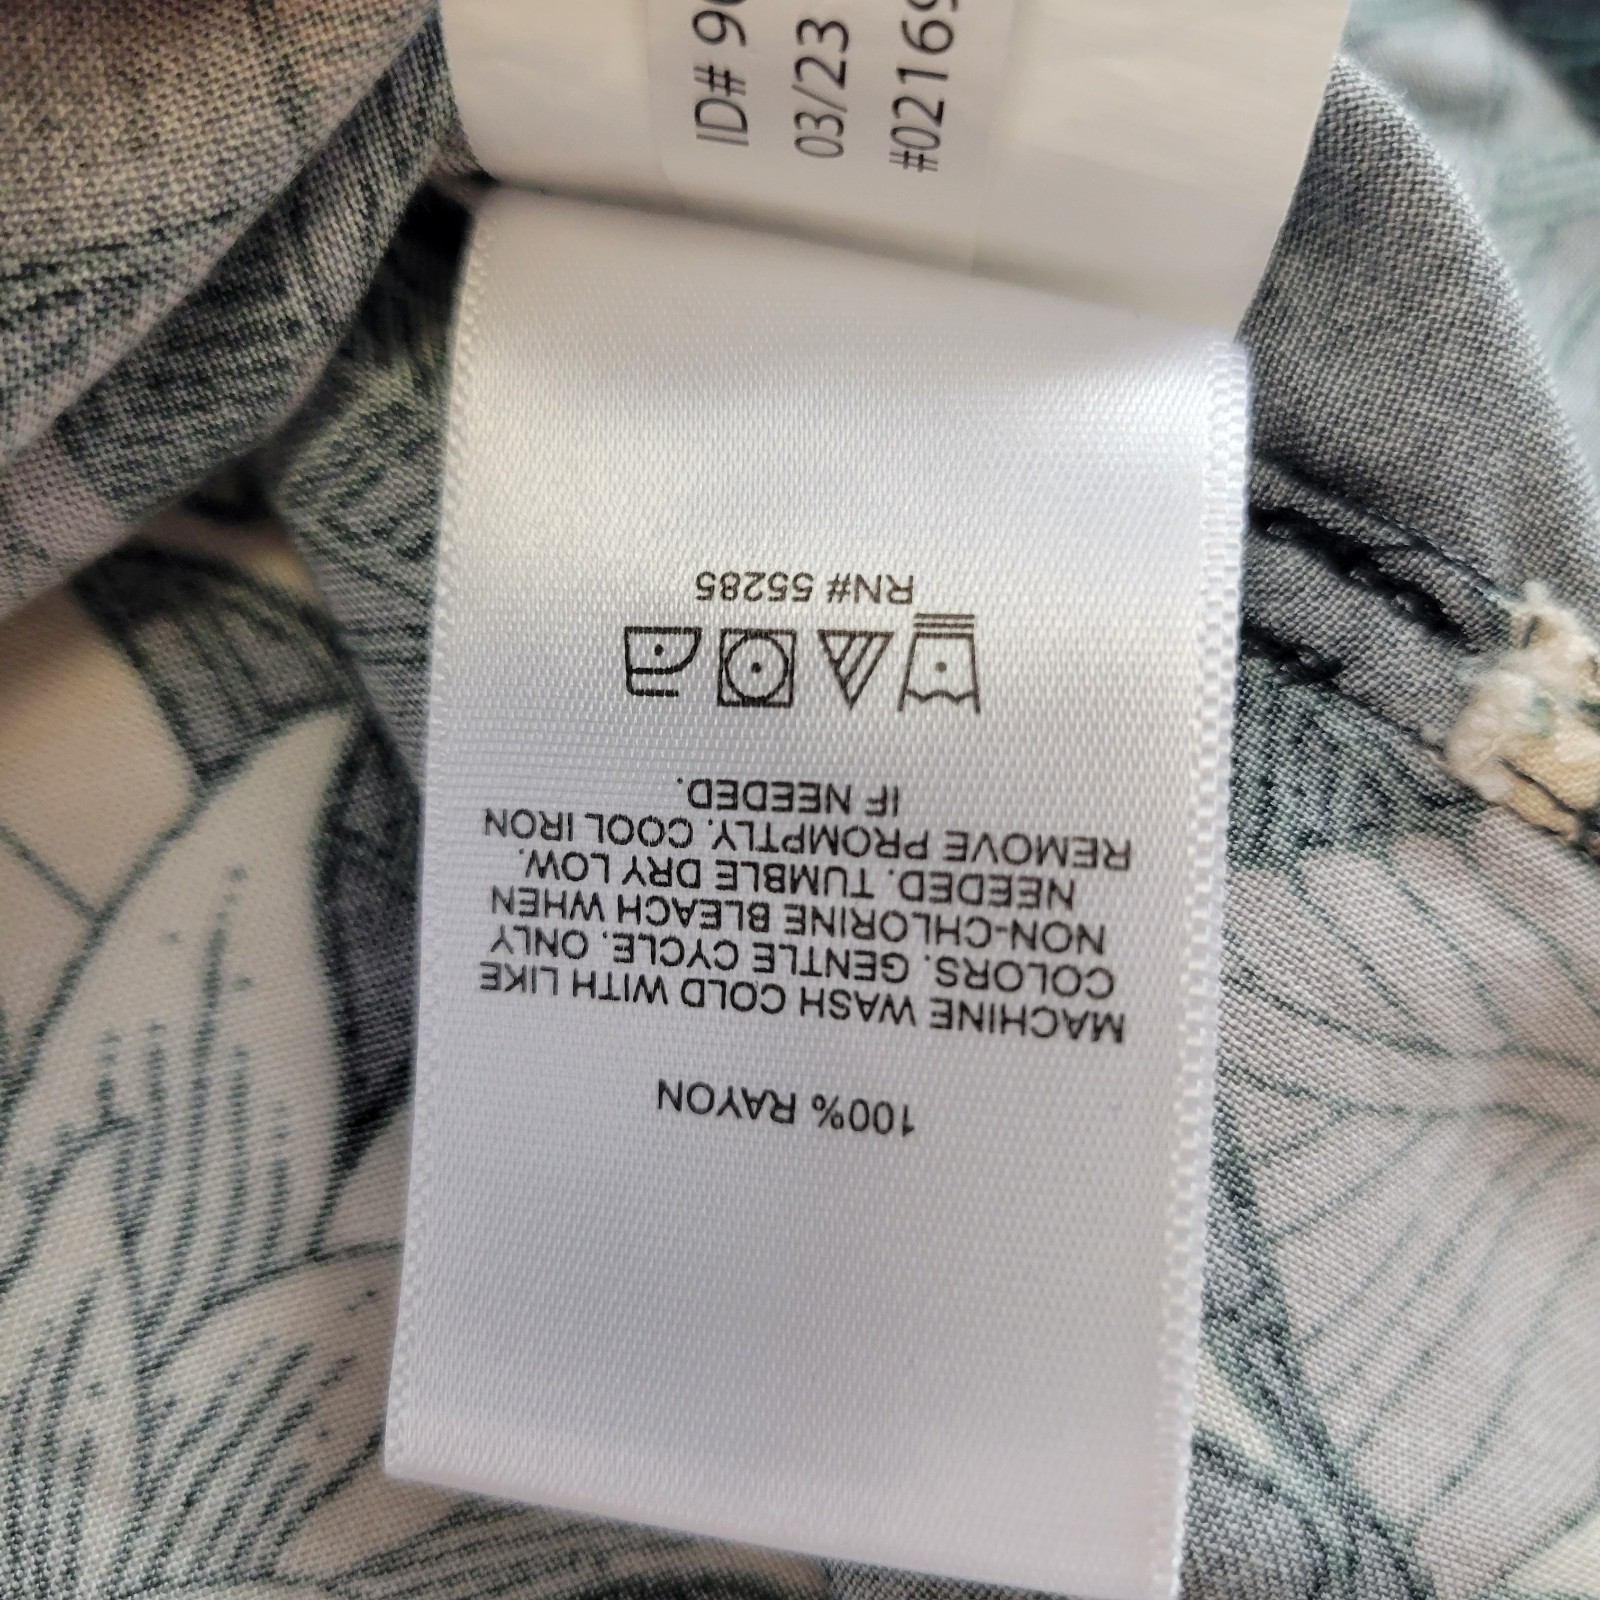 100% RAYON
MACHINE WASH COLD WITH LIKE
COLORS. GENTLE CYCLE. ONLY
NON-CHLORINE BLEACH WHEN
NEEDED. TUMBLE DRY LOW.
REMOVE PROMPTLY. COOL IRON
IF NEEDED.
RN# 55285
ID# 9
03/23
#0216